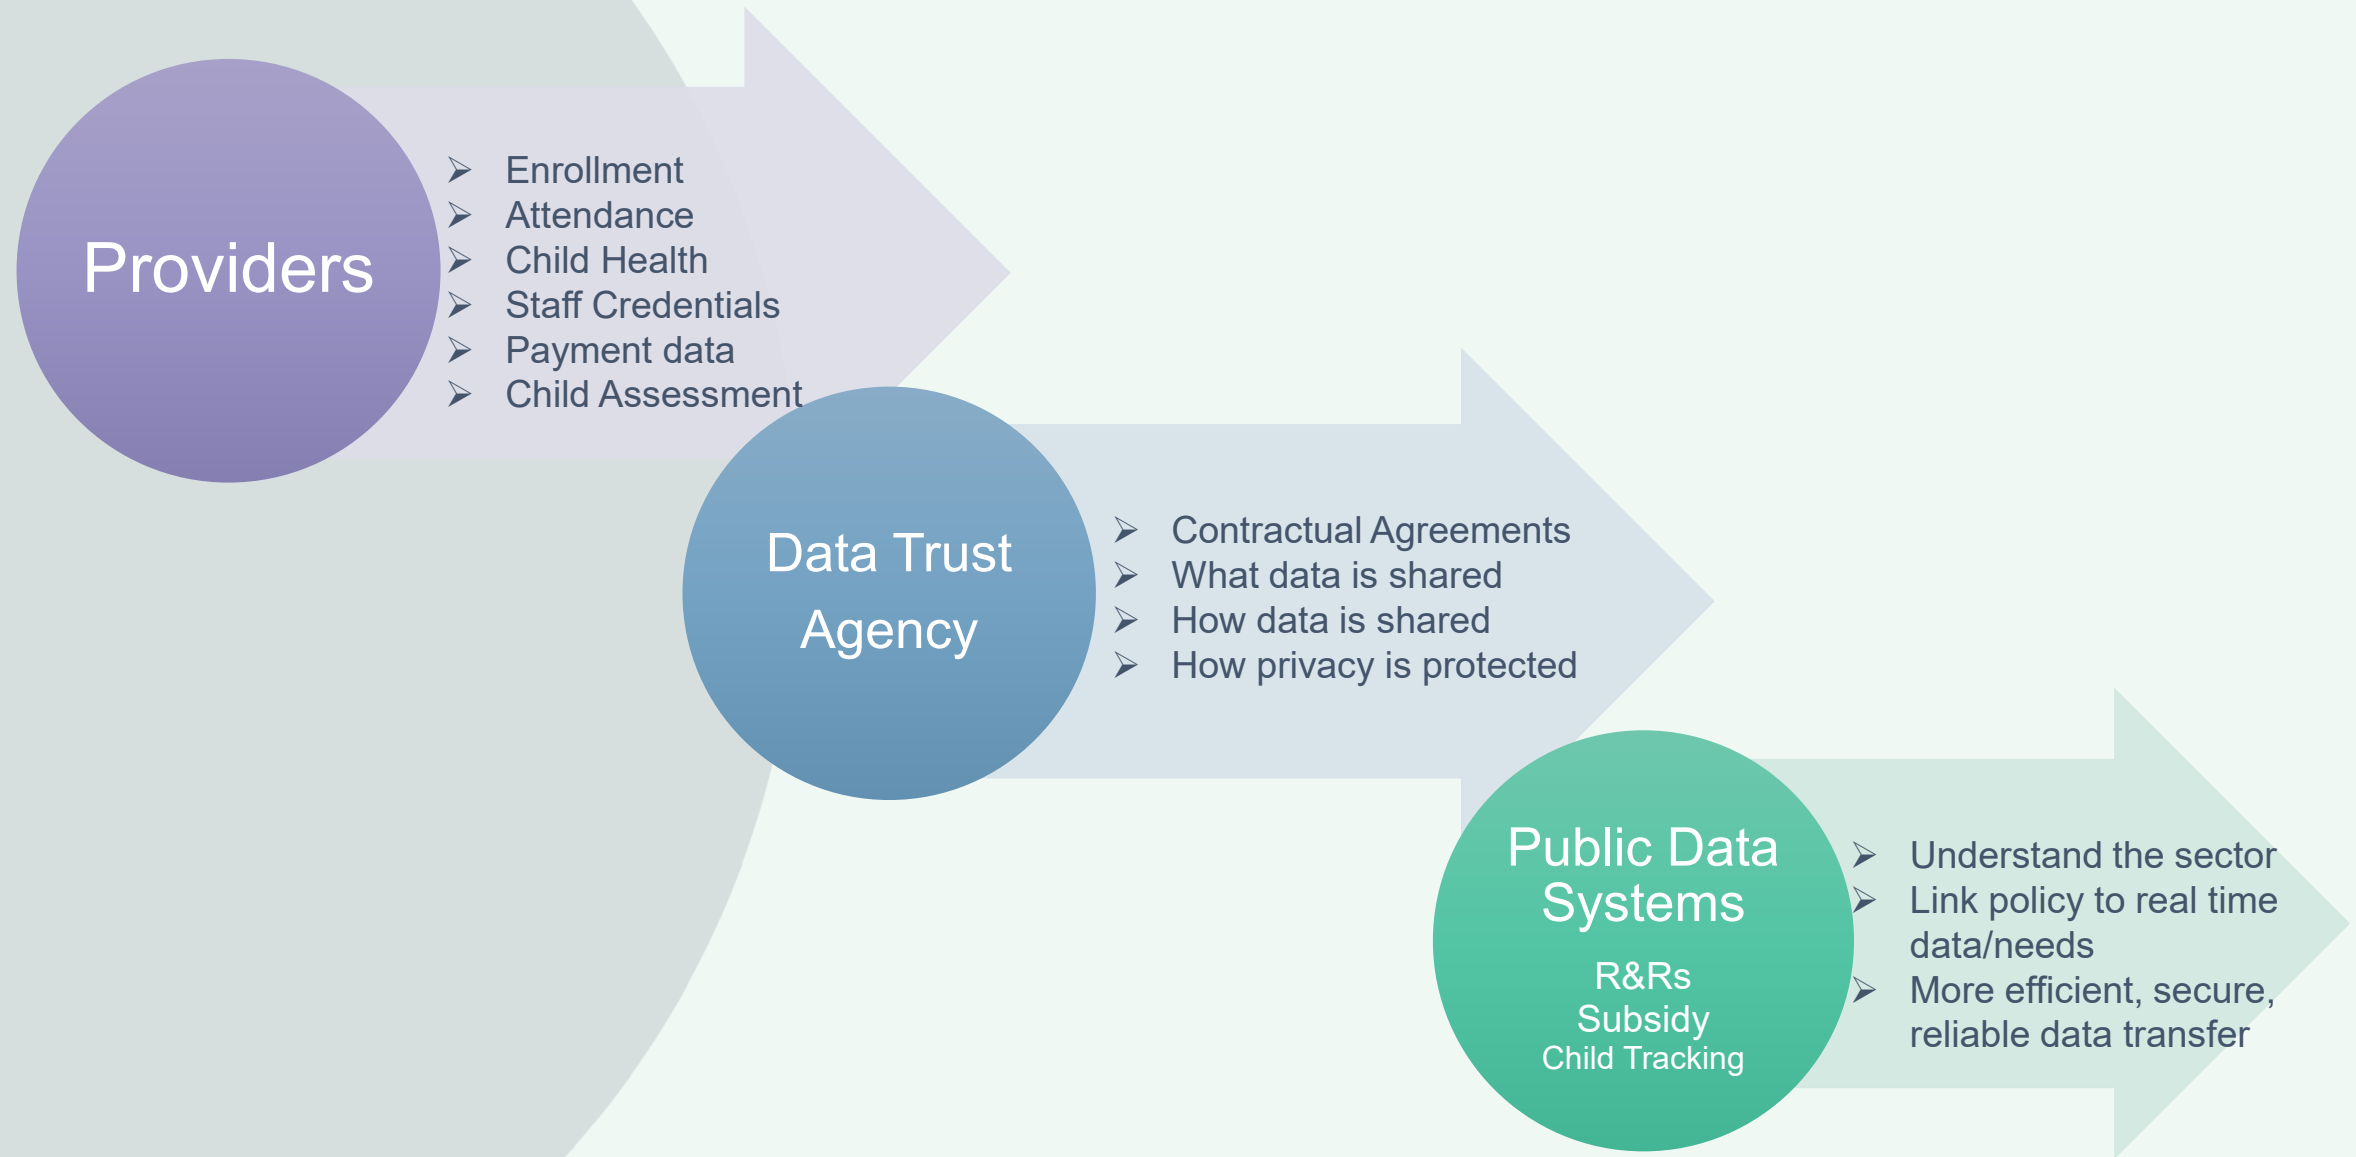 Providers
➢ Enrollment
➢ Attendance
➢ Child Health
➢ Staff Credentials
➢ Payment data
➢ Child Assessment
Data Trust
Agency
➢ Contractual Agreements
➢ What data is shared
➢ How data is shared
➢ How privacy is protected
Public Data
Systems
R&Rs
Subsidy
Child Tracking
➢ Understand the sector
➢ Link policy to real time
data/needs
➢ More efficient, secure,
reliable data transfer